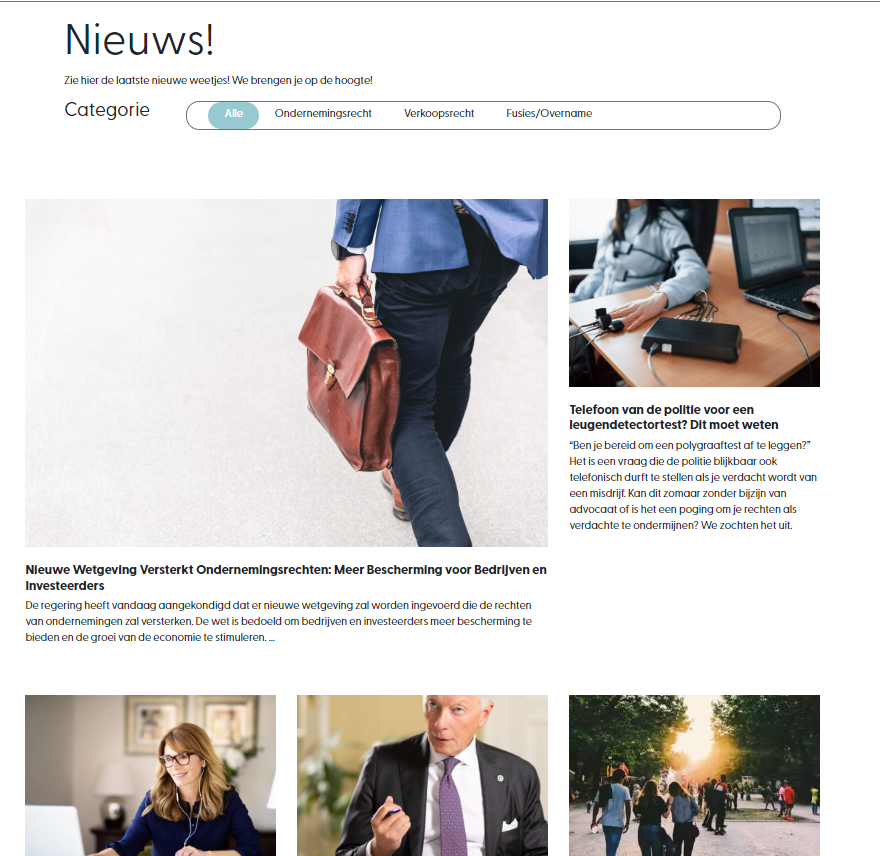 Nieuws!
Zie hier de laatste nieuwe weetjes! We brengen je op de hoogte!
Categorie
Alle Ondernemingsrecht Verkoopsrecht Fusies/Overname
Telefoon van de politie voor een
leugendetectortest? Dit moet weten
“Ben je bereid om een polygraaftest af te leggen?”
Het is een vraag die de politie blijkbaar ook
telefonisch durft te stellen als je verdacht wordt van
een misdrijf. Kan dit zomaar zonder bijzijn van
advocaat of is het een poging om je rechten als
verdachte te ondermijnen? We zochten het uit.
Nieuwe Wetgeving Versterkt Ondernemingsrechten: Meer Bescherming voor Bedrijven en
Investeerders
De regering heeft vandaag aangekondigd dat er nieuwe wetgeving zal worden ingevoerd die de rechten
van ondernemingen zal versterken. De wet is bedoeld om bedrijven en investeerders meer bescherming te
bieden en de groei van de economie te stimuleren. ...